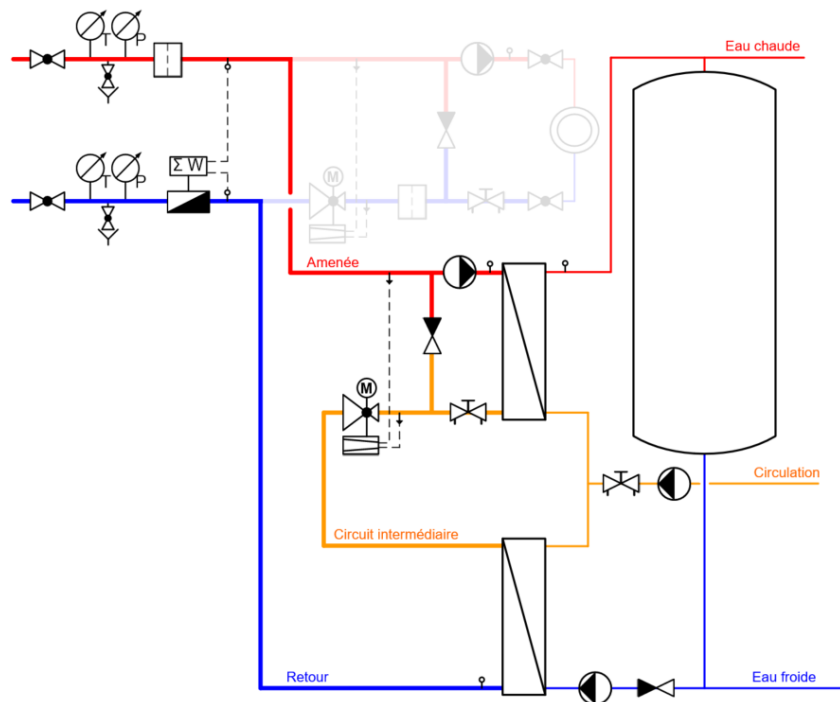 Eau chaude
T
P
T
P
Σ W
M
Amenée
M
Circulation
Circuit intermédiaire
Retour
Eau froide